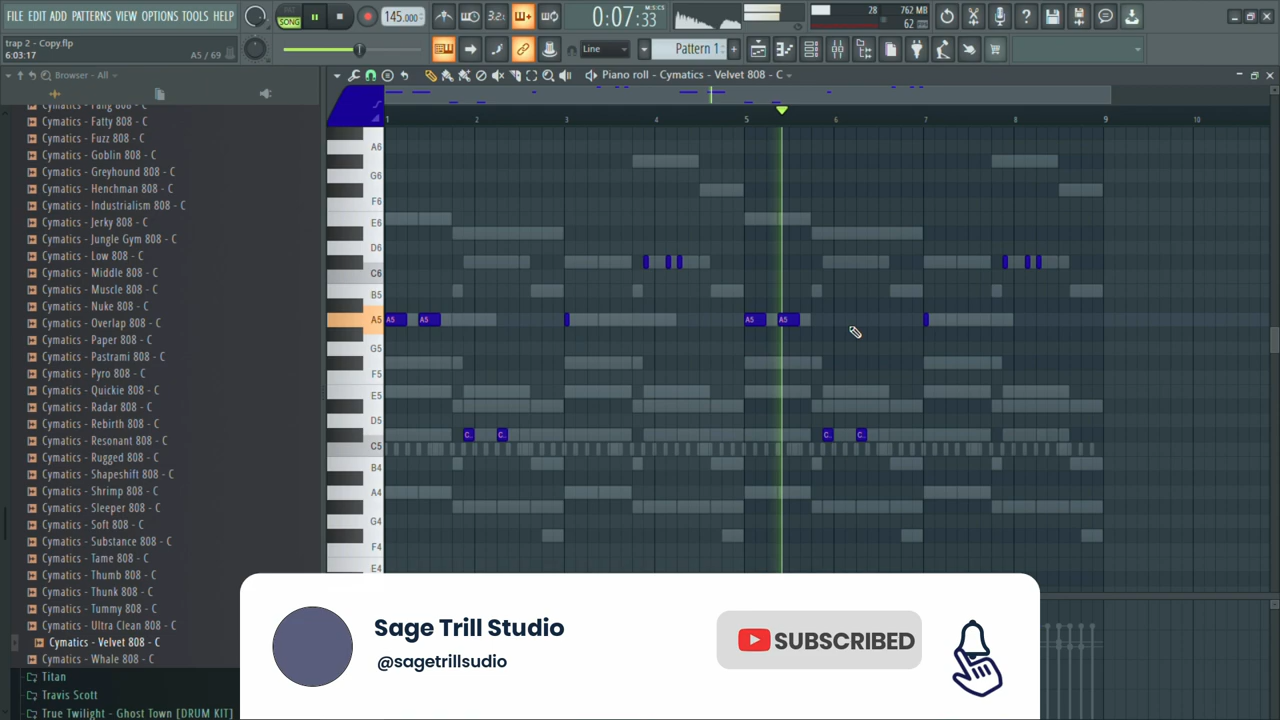 FILE EDIT ADD PATTERNS VIEW OPTIONS TOOLS HELP
SONG
145.000
32
0:07:33
M:S:CS
28
762 MB
62
trap 2 - Copy.flp
6:03:17
A5 / 69
Line
Pattern 1
Browser - All
Piano roll - Cymatics - Velvet 808 - C
Cymatics - Fang 808 - C
Cymatics - Fatty 808 - C
Cymatics - Fuzz 808 - C
Cymatics - Goblin 808 - C
Cymatics - Greyhound 808 - C
Cymatics - Henchman 808 - C
Cymatics - Industrialism 808 - C
Cymatics - Jerky 808 - C
Cymatics - Jungle Gym 808 - C
Cymatics - Low 808 - C
Cymatics - Middle 808 - C
Cymatics - Muscle 808 - C
Cymatics - Nuke 808 - C
Cymatics - Overlap 808 - C
Cymatics - Paper 808 - C
Cymatics - Pastrami 808 - C
Cymatics - Pyro 808 - C
Cymatics - Quickie 808 - C
Cymatics - Radar 808 - C
Cymatics - Rebirth 808 - C
Cymatics - Resonant 808 - C
Cymatics - Rugged 808 - C
Cymatics - Shapeshift 808 - C
Cymatics - Shrimp 808 - C
Cymatics - Sleeper 808 - C
Cymatics - Soft 808 - C
Cymatics - Substance 808 - C
Cymatics - Tame 808 - C
Cymatics - Thumb 808 - C
Cymatics - Thunk 808 - C
Cymatics - Tummy 808 - C
Cymatics - Ultra Clean 808 - C
Cymatics - Velvet 808 - C
Cymatics - Whale 808 - C
Titan
Travis Scott
True Twilight - Ghost Town [DRUM KIT]
1 2 3 4 5 6 7 8 9 10
A6
G6
F6
E6
D6
C6
B5
A5 A5 A5 A5 A5
G5
F5
E5
D5
C.. C.. C.. C..
C5
B4
A4
G4
F4
E4
Sage Trill Studio
@sagetrillsudio
SUBSCRIBED